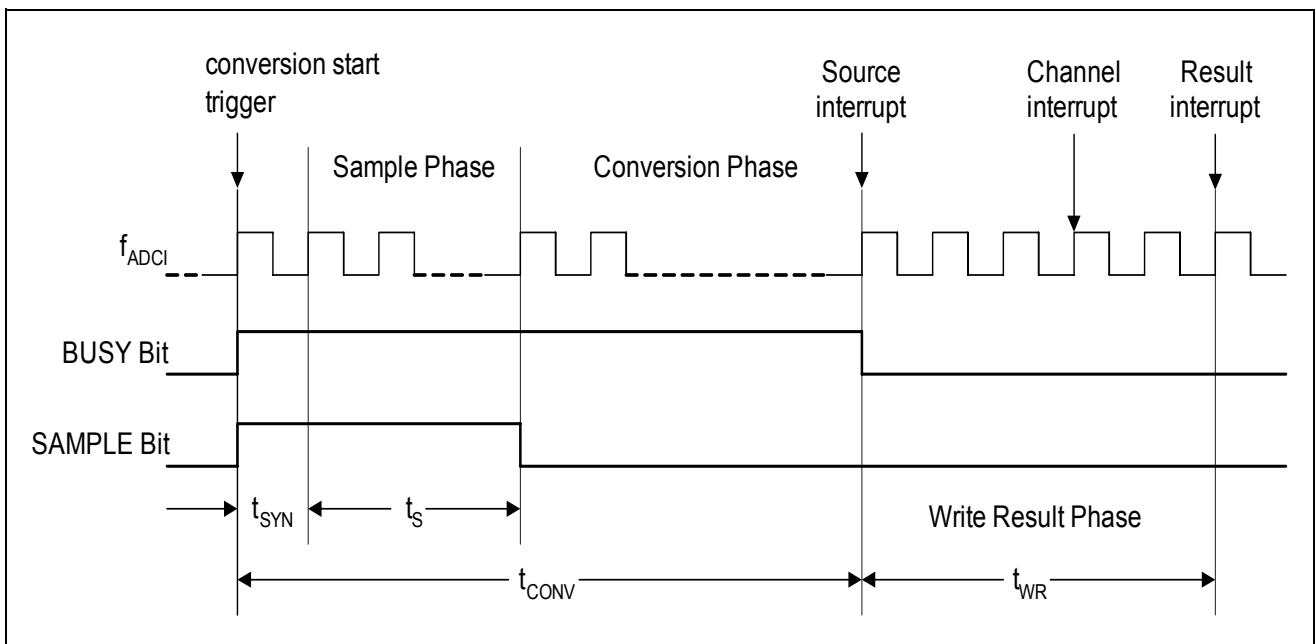 conversion start
trigger
Source
interrupt
Channel
interrupt
Result
interrupt
Sample Phase
Conversion Phase
fADCI
BUSY Bit
SAMPLE Bit
tSYN
tS
Write Result Phase
tCONV
tWR